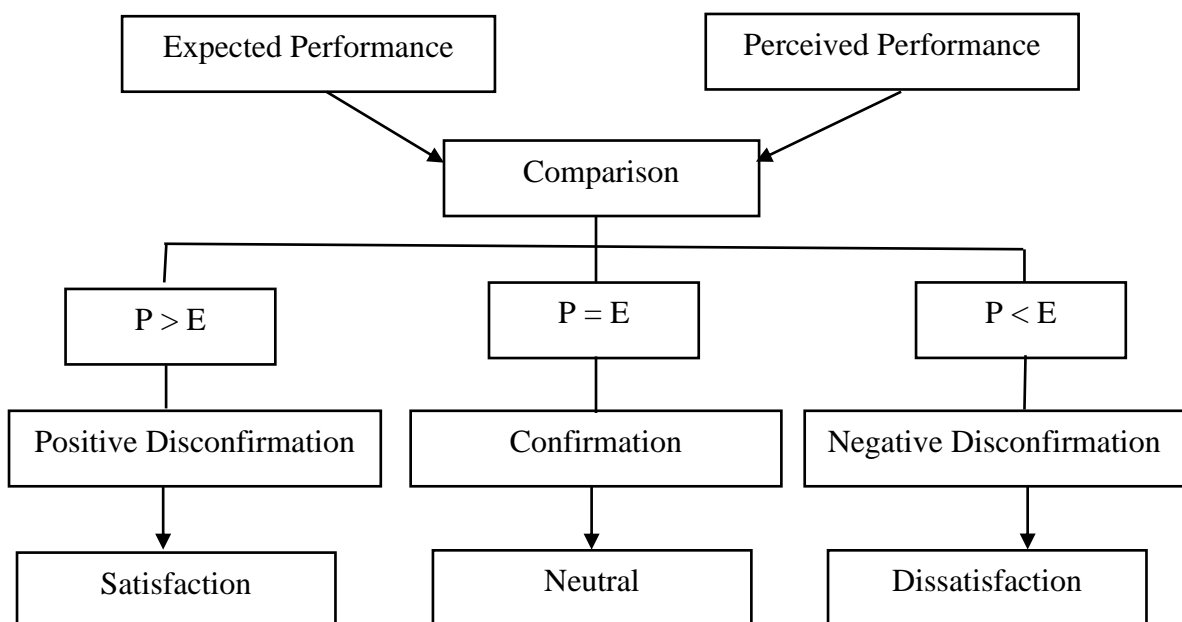 Expected Performance
Perceived Performance
Comparison
P > E
P = E
P < E
Positive Disconfirmation
Confirmation
Negative Disconfirmation
Satisfaction
Neutral
Dissatisfaction